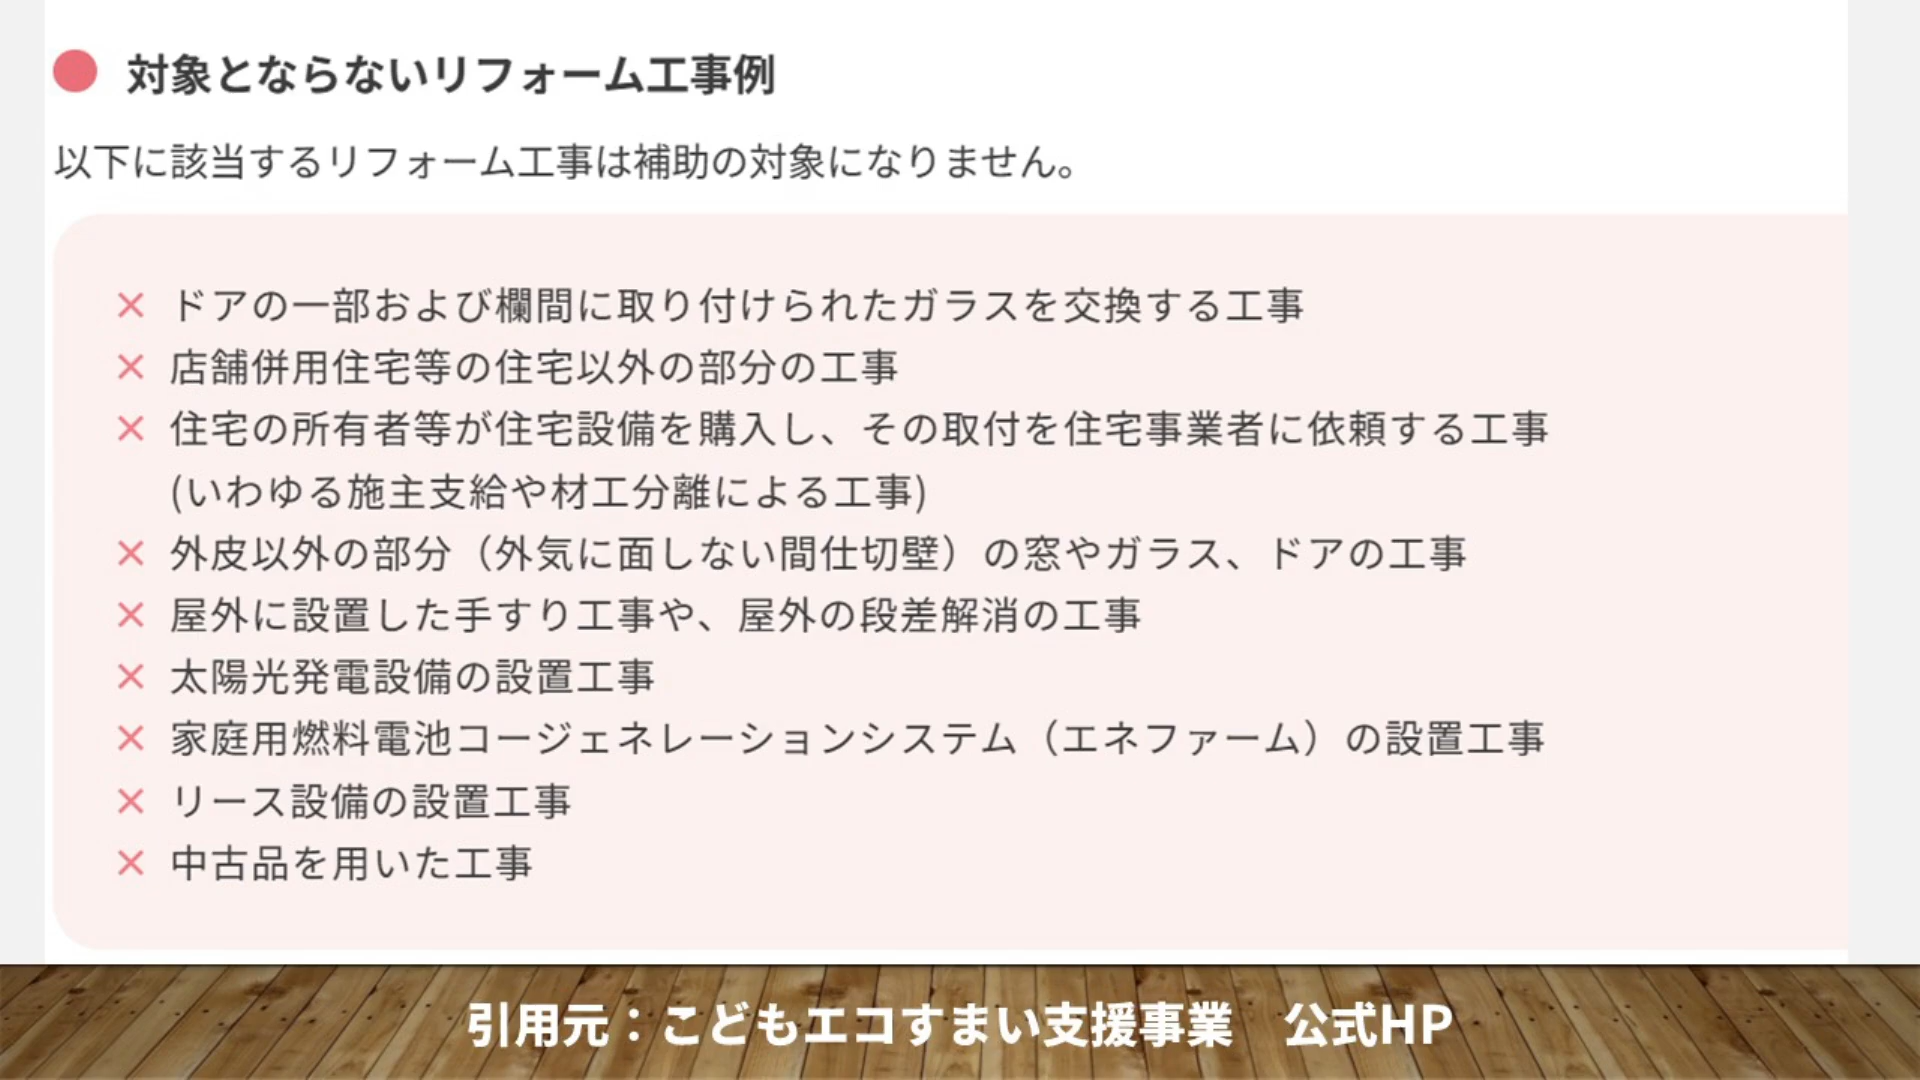 対象とならないリフォーム工事例
以下に該当するリフォーム工事は補助の対象になりません。
× ドアの一部および欄間に取り付けられたガラスを交換する工事
× 店舗併用住宅等の住宅以外の部分の工事
× 住宅の所有者等が住宅設備を購入し、その取付を住宅事業者に依頼する工事
(いわゆる施主支給や材工分離による工事)
× 外皮以外の部分（外気に面しない間仕切壁）の窓やガラス、ドアの工事
× 屋外に設置した手すり工事や、屋外の段差解消の工事
× 太陽光発電設備の設置工事
× 家庭用燃料電池コージェネレーションシステム（エネファーム）の設置工事
× リース設備の設置工事
× 中古品を用いた工事
引用元：こどもエコすまい支援事業　公式HP